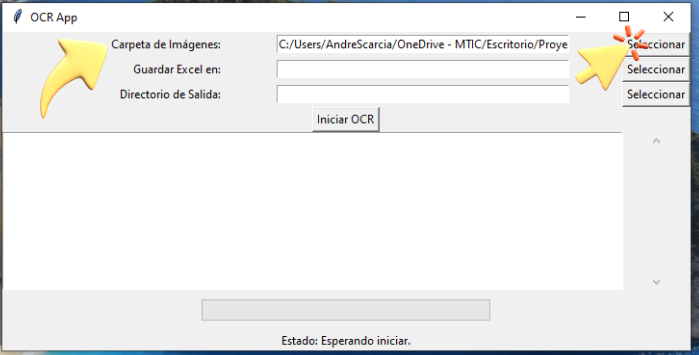 OCR App
Carpeta de Imágenes: C:/Users/AndreScarcia/OneDrive - MTIC/Escritorio/Proye Seleccionar
Guardar Excel en: Seleccionar
Directorio de Salida: Seleccionar
Iniciar OCR
Estado: Esperando iniciar.